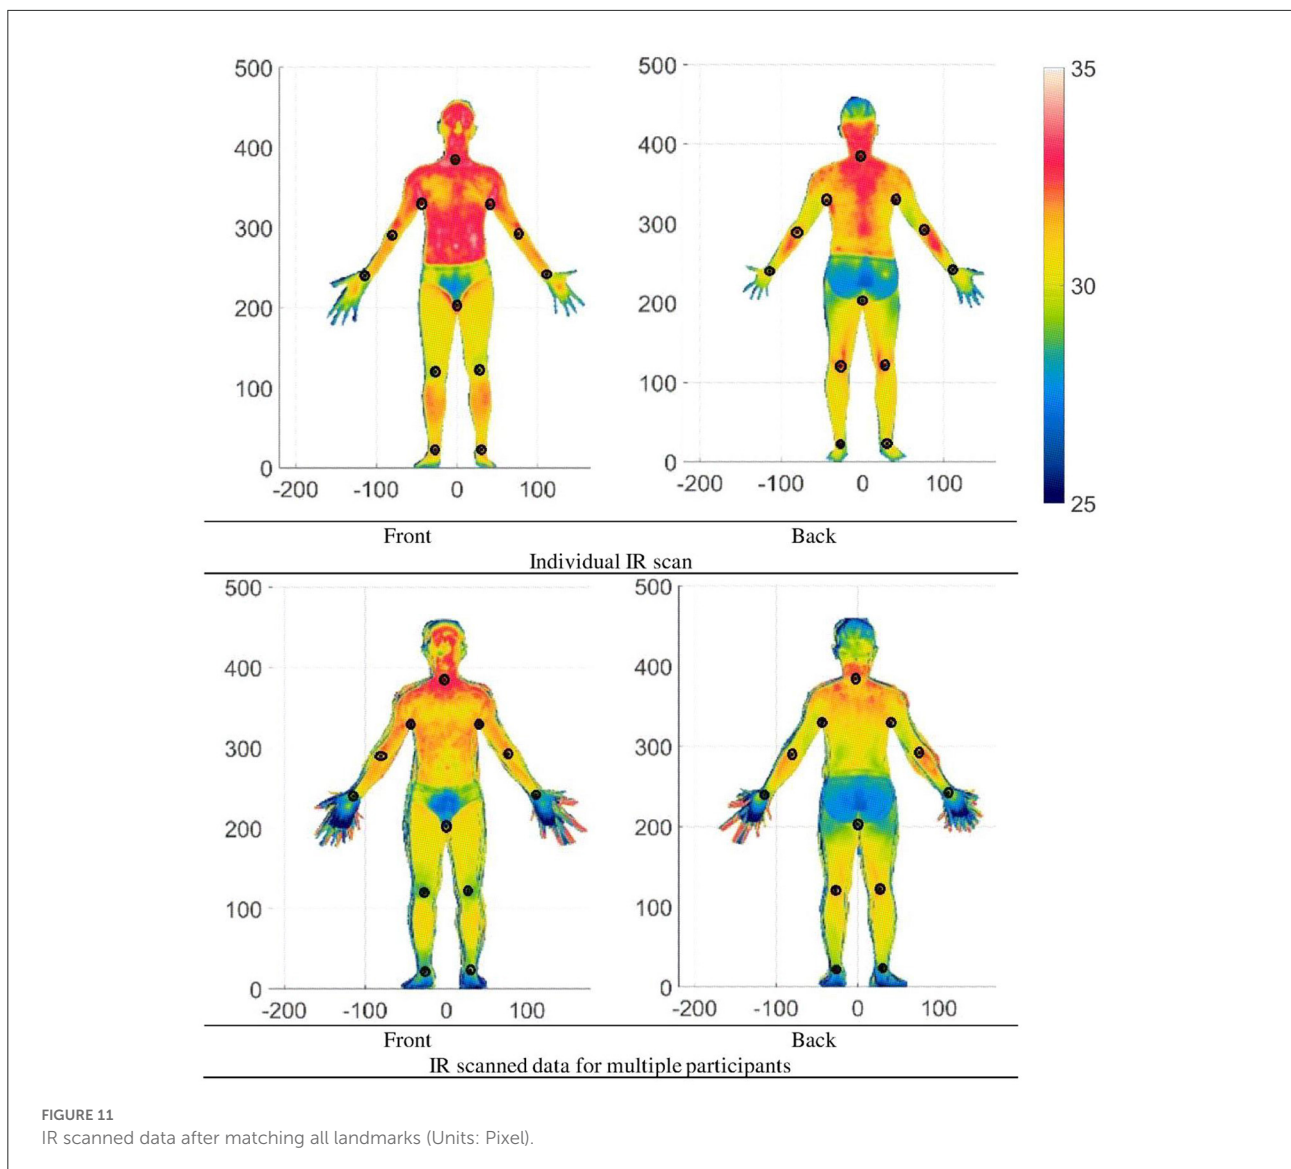 500
400
300
200
100
0
-200 -100 0 100
500
400
300
200
100
0
-200 -100 0 100
35
30
25
Front Back
Individual IR scan
500
400
300
200
100
0
-200 -100 0 100
500
400
300
200
100
0
-200 -100 0 100
Front Back
IR scanned data for multiple participants
FIGURE 11
IR scanned data after matching all landmarks (Units: Pixel).